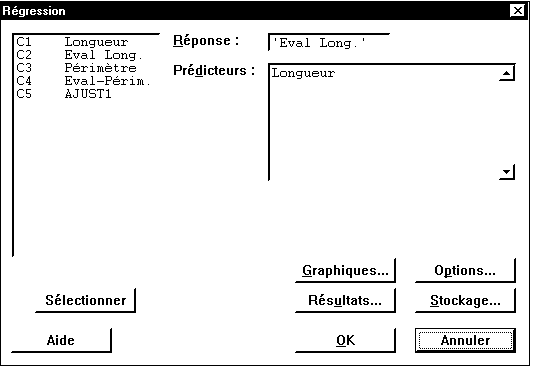 Régression
C1 Longueur
C2 Eval Long.
C3 Périmètre
C4 Eval-Périm.
C5 AJUST1
Réponse : 'Eval Long.'
Prédicteurs : Longueur
Graphiques... Options...
Sélectionner Résultats... Stockage...
Aide OK Annuler